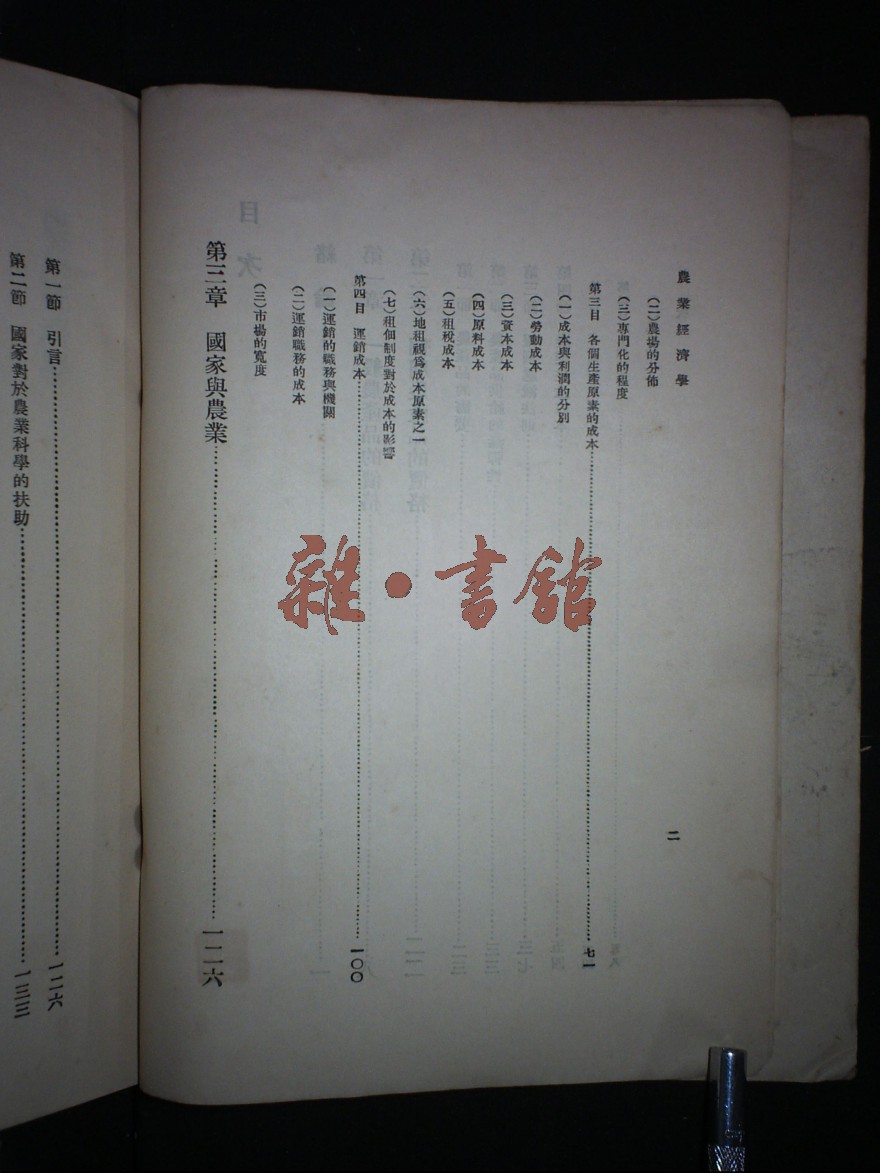 農業經濟學
二
(二)農場的分佈
(三)專門化的程度
第三目 各個生產原素的成本……七一
(一)成本與利潤的分別
(二)勞動成本
(三)資本成本
(四)原料成本
(五)租稅成本
(六)地租視爲成本原素之一
(七)租佃制度對於成本的影響
第四目 運銷成本……一〇〇
(一)運銷的職務與機關
(二)運銷職務的成本
(三)市場的寬度
第三章 國家與農業……一二六
第一節 引言……一二六
第二節 國家對於農業科學的扶助……一三三
雜·書館